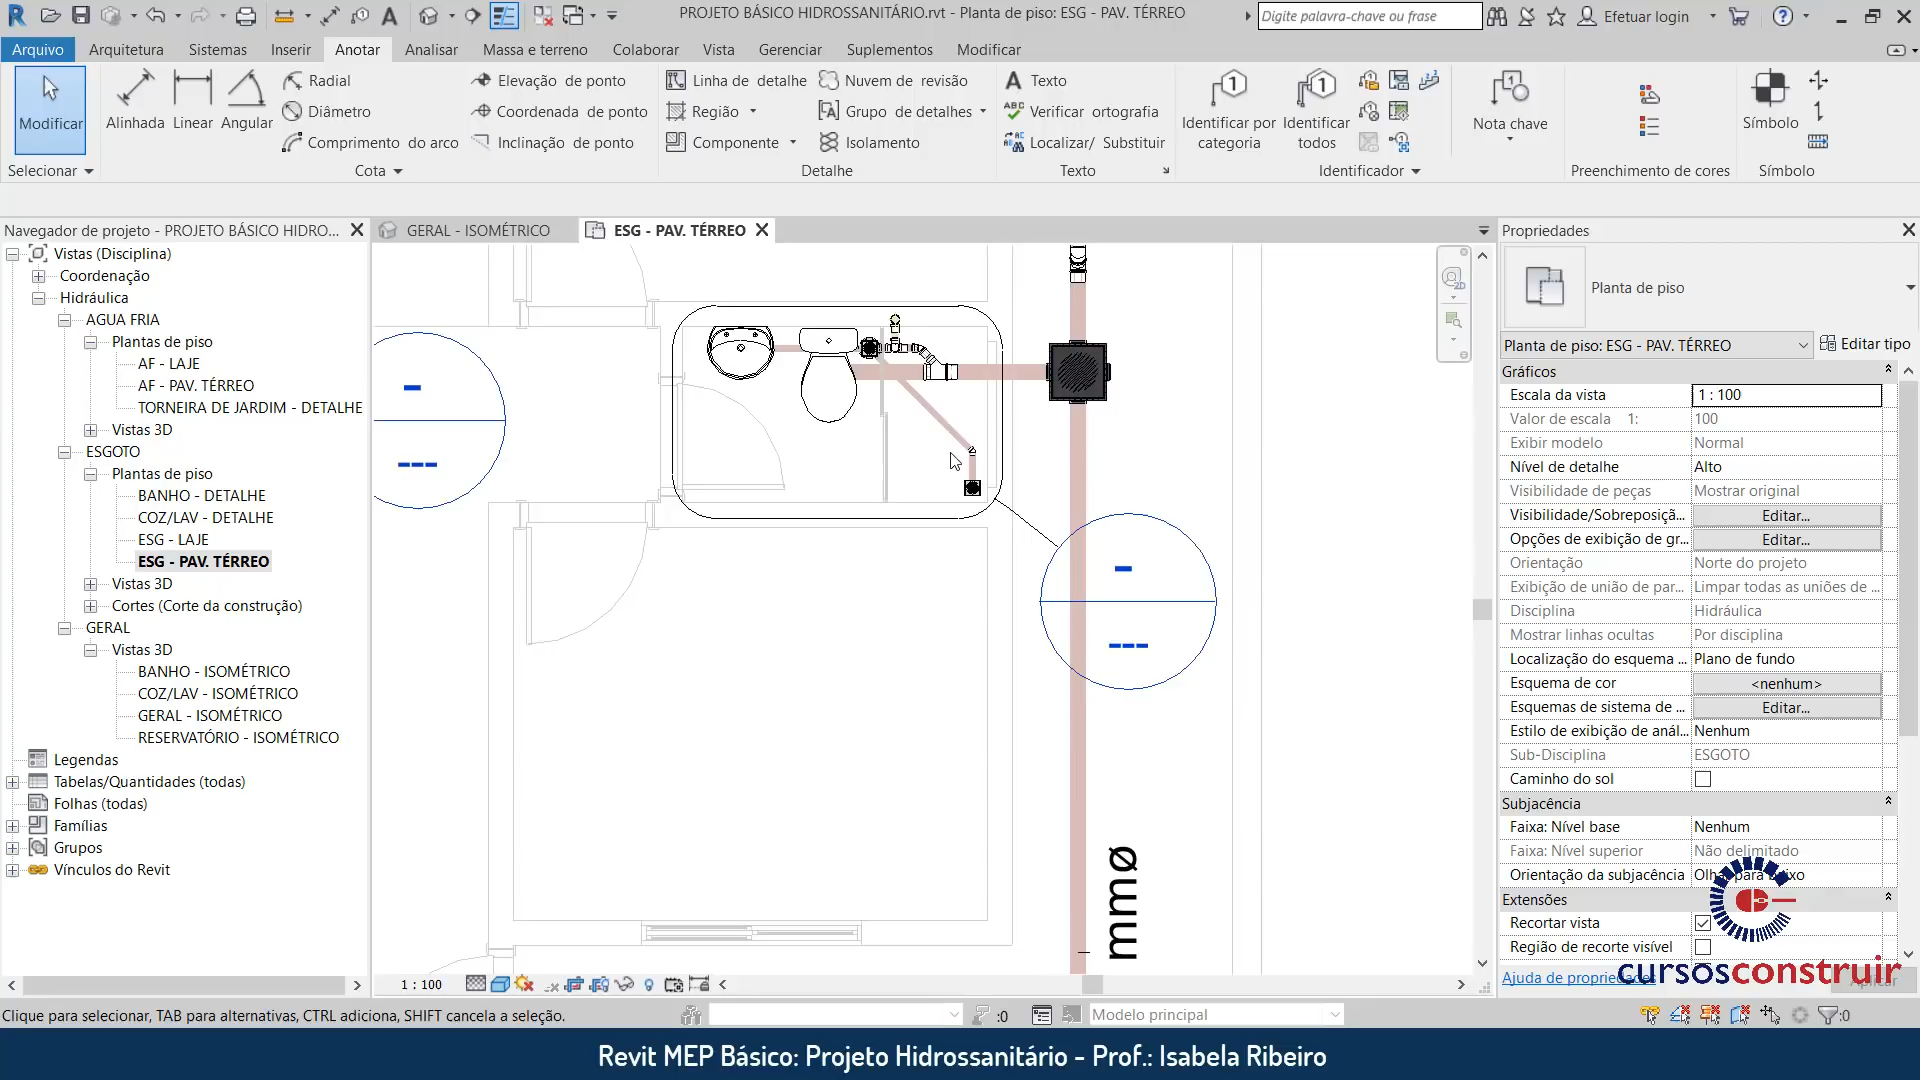 PROJETO BÁSICO HIDROSSANITÁRIO.rvt - Planta de piso: ESG - PAV. TÉRREO
Digite palavra-chave ou frase
Efetuar login
Arquivo Arquitetura Sistemas Inserir Anotar Analisar Massa e terreno Colaborar Vista Gerenciar Suplementos Modificar
Modificar
Alinhada Linear Angular
Radial
Diâmetro
Comprimento do arco
Elevação de ponto
Coordenada de ponto
Inclinação de ponto
Linha de detalhe
Região
Componente
Nuvem de revisão
Grupo de detalhes
Isolamento
Texto
Verificar ortografia
Localizar/ Substituir
Identificar por categoria
Identificar todos
Nota chave
Símbolo
Selecionar Cota Detalhe Texto Identificador Preenchimento de cores Símbolo
Navegador de projeto - PROJETO BÁSICO HIDRO...
Vistas (Disciplina)
Coordenação
Hidráulica
AGUA FRIA
Plantas de piso
AF - LAJE
AF - PAV. TÉRREO
TORNEIRA DE JARDIM - DETALHE
Vistas 3D
ESGOTO
Plantas de piso
BANHO - DETALHE
COZ/LAV - DETALHE
ESG - LAJE
ESG - PAV. TÉRREO
Vistas 3D
Cortes (Corte da construção)
GERAL
Vistas 3D
BANHO - ISOMÉTRICO
COZ/LAV - ISOMÉTRICO
GERAL - ISOMÉTRICO
RESERVATÓRIO - ISOMÉTRICO
Legendas
Tabelas/Quantidades (todas)
Folhas (todas)
Famílias
Grupos
Vínculos do Revit
GERAL - ISOMÉTRICO
ESG - PAV. TÉRREO
mmø
1 : 100
Propriedades
Planta de piso
Planta de piso: ESG - PAV. TÉRREO
Editar tipo
Gráficos
Escala da vista 1 : 100
Valor de escala 1: 100
Exibir modelo Normal
Nível de detalhe Alto
Visibilidade de peças Mostrar original
Visibilidade/Sobreposiçã... Editar...
Opções de exibição de gr... Editar...
Orientação Norte do projeto
Exibição de união de par... Limpar todas as uniões de ...
Disciplina Hidráulica
Mostrar linhas ocultas Por disciplina
Localização do esquema ... Plano de fundo
Esquema de cor <nenhum>
Esquemas de sistema de ... Editar...
Estilo de exibição de anál... Nenhum
Sub-Disciplina ESGOTO
Caminho do sol
Subjacência
Faixa: Nível base Nenhum
Faixa: Nível superior Não delimitado
Orientação da subjacência Olhar para baixo
Extensões
Recortar vista
Região de recorte visível
Ajuda de propriedades
Aplicar
cursosconstruir
Clique para selecionar, TAB para alternativas, CTRL adiciona, SHIFT cancela a seleção.
:0
Modelo principal
:0
Revit MEP Básico: Projeto Hidrossanitário - Prof.: Isabela Ribeiro